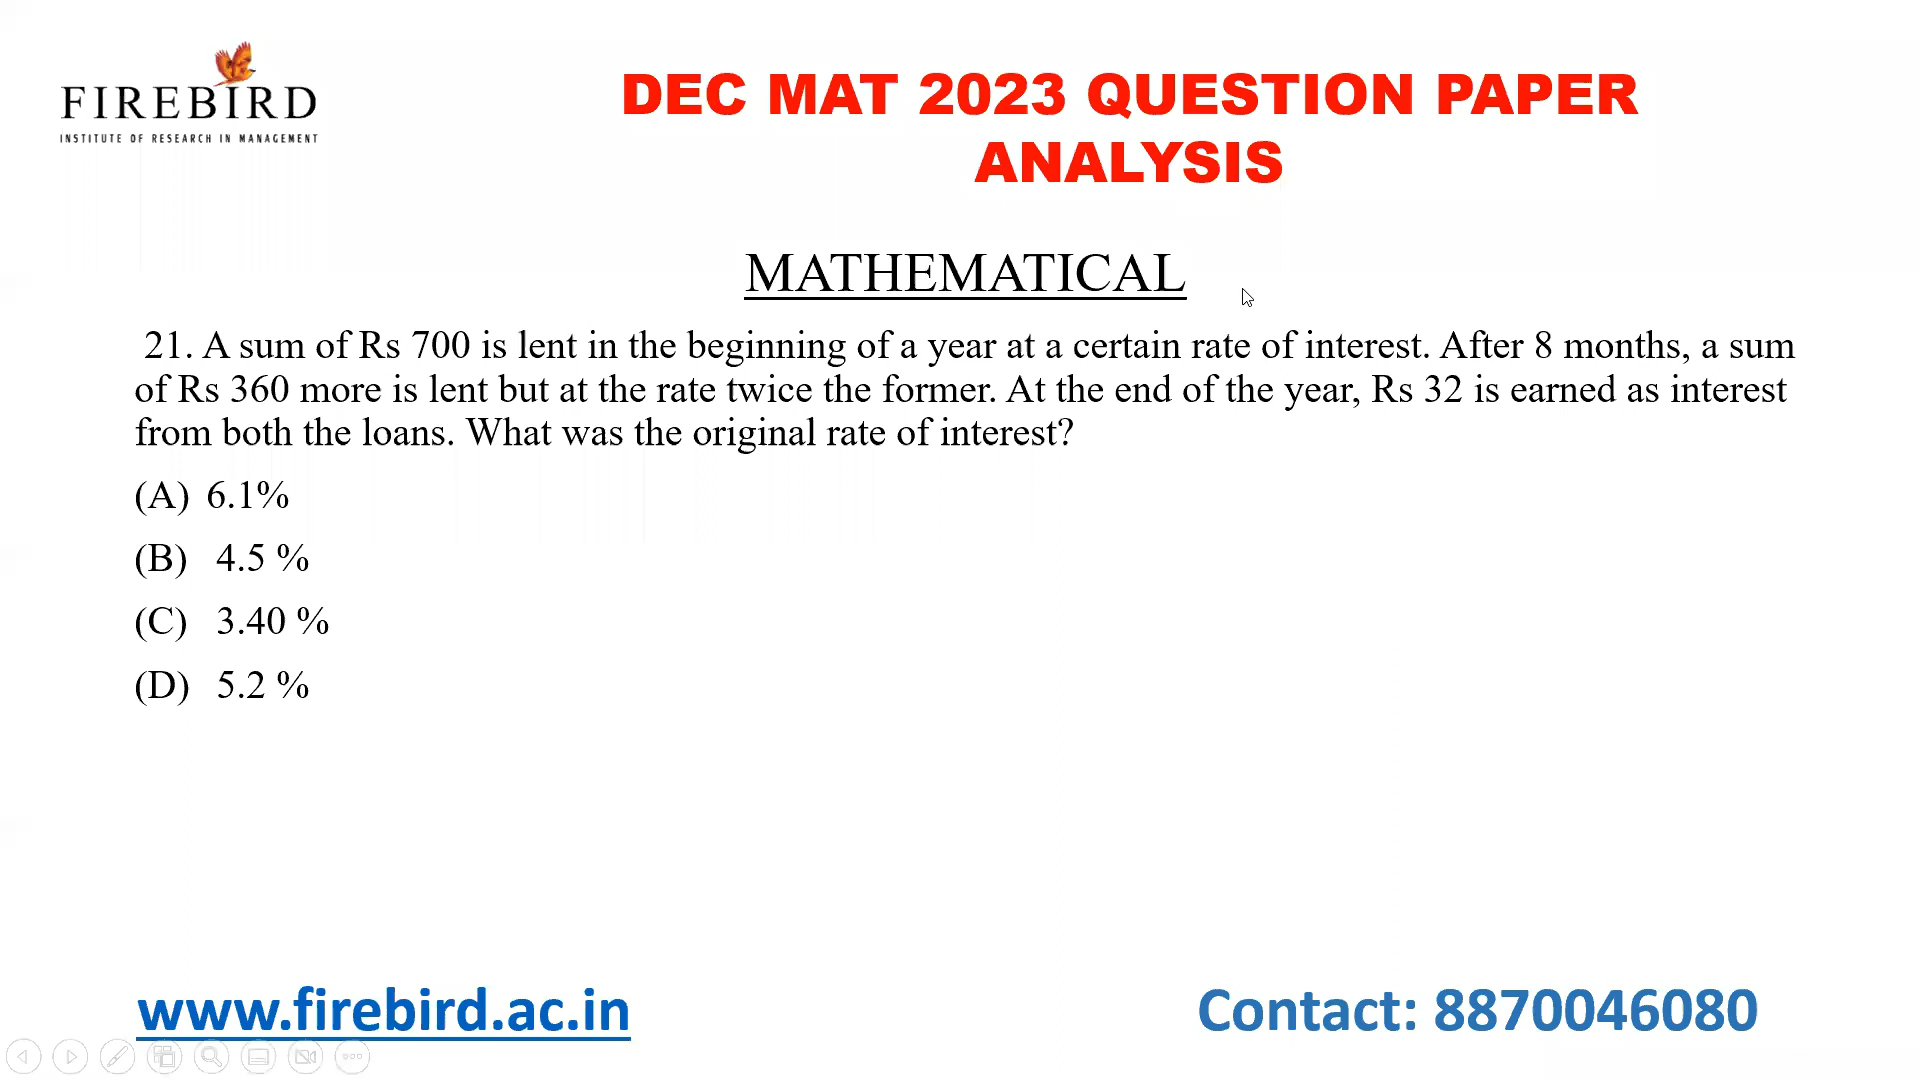 FIREBIRD
INSTITUTE OF RESEARCH IN MANAGEMENT
DEC MAT 2023 QUESTION PAPER
ANALYSIS
MATHEMATICAL
21. A sum of Rs 700 is lent in the beginning of a year at a certain rate of interest. After 8 months, a sum
of Rs 360 more is lent but at the rate twice the former. At the end of the year, Rs 32 is earned as interest
from both the loans. What was the original rate of interest?
(A) 6.1%
(B) 4.5 %
(C) 3.40 %
(D) 5.2 %
www.firebird.ac.in
Contact: 8870046080